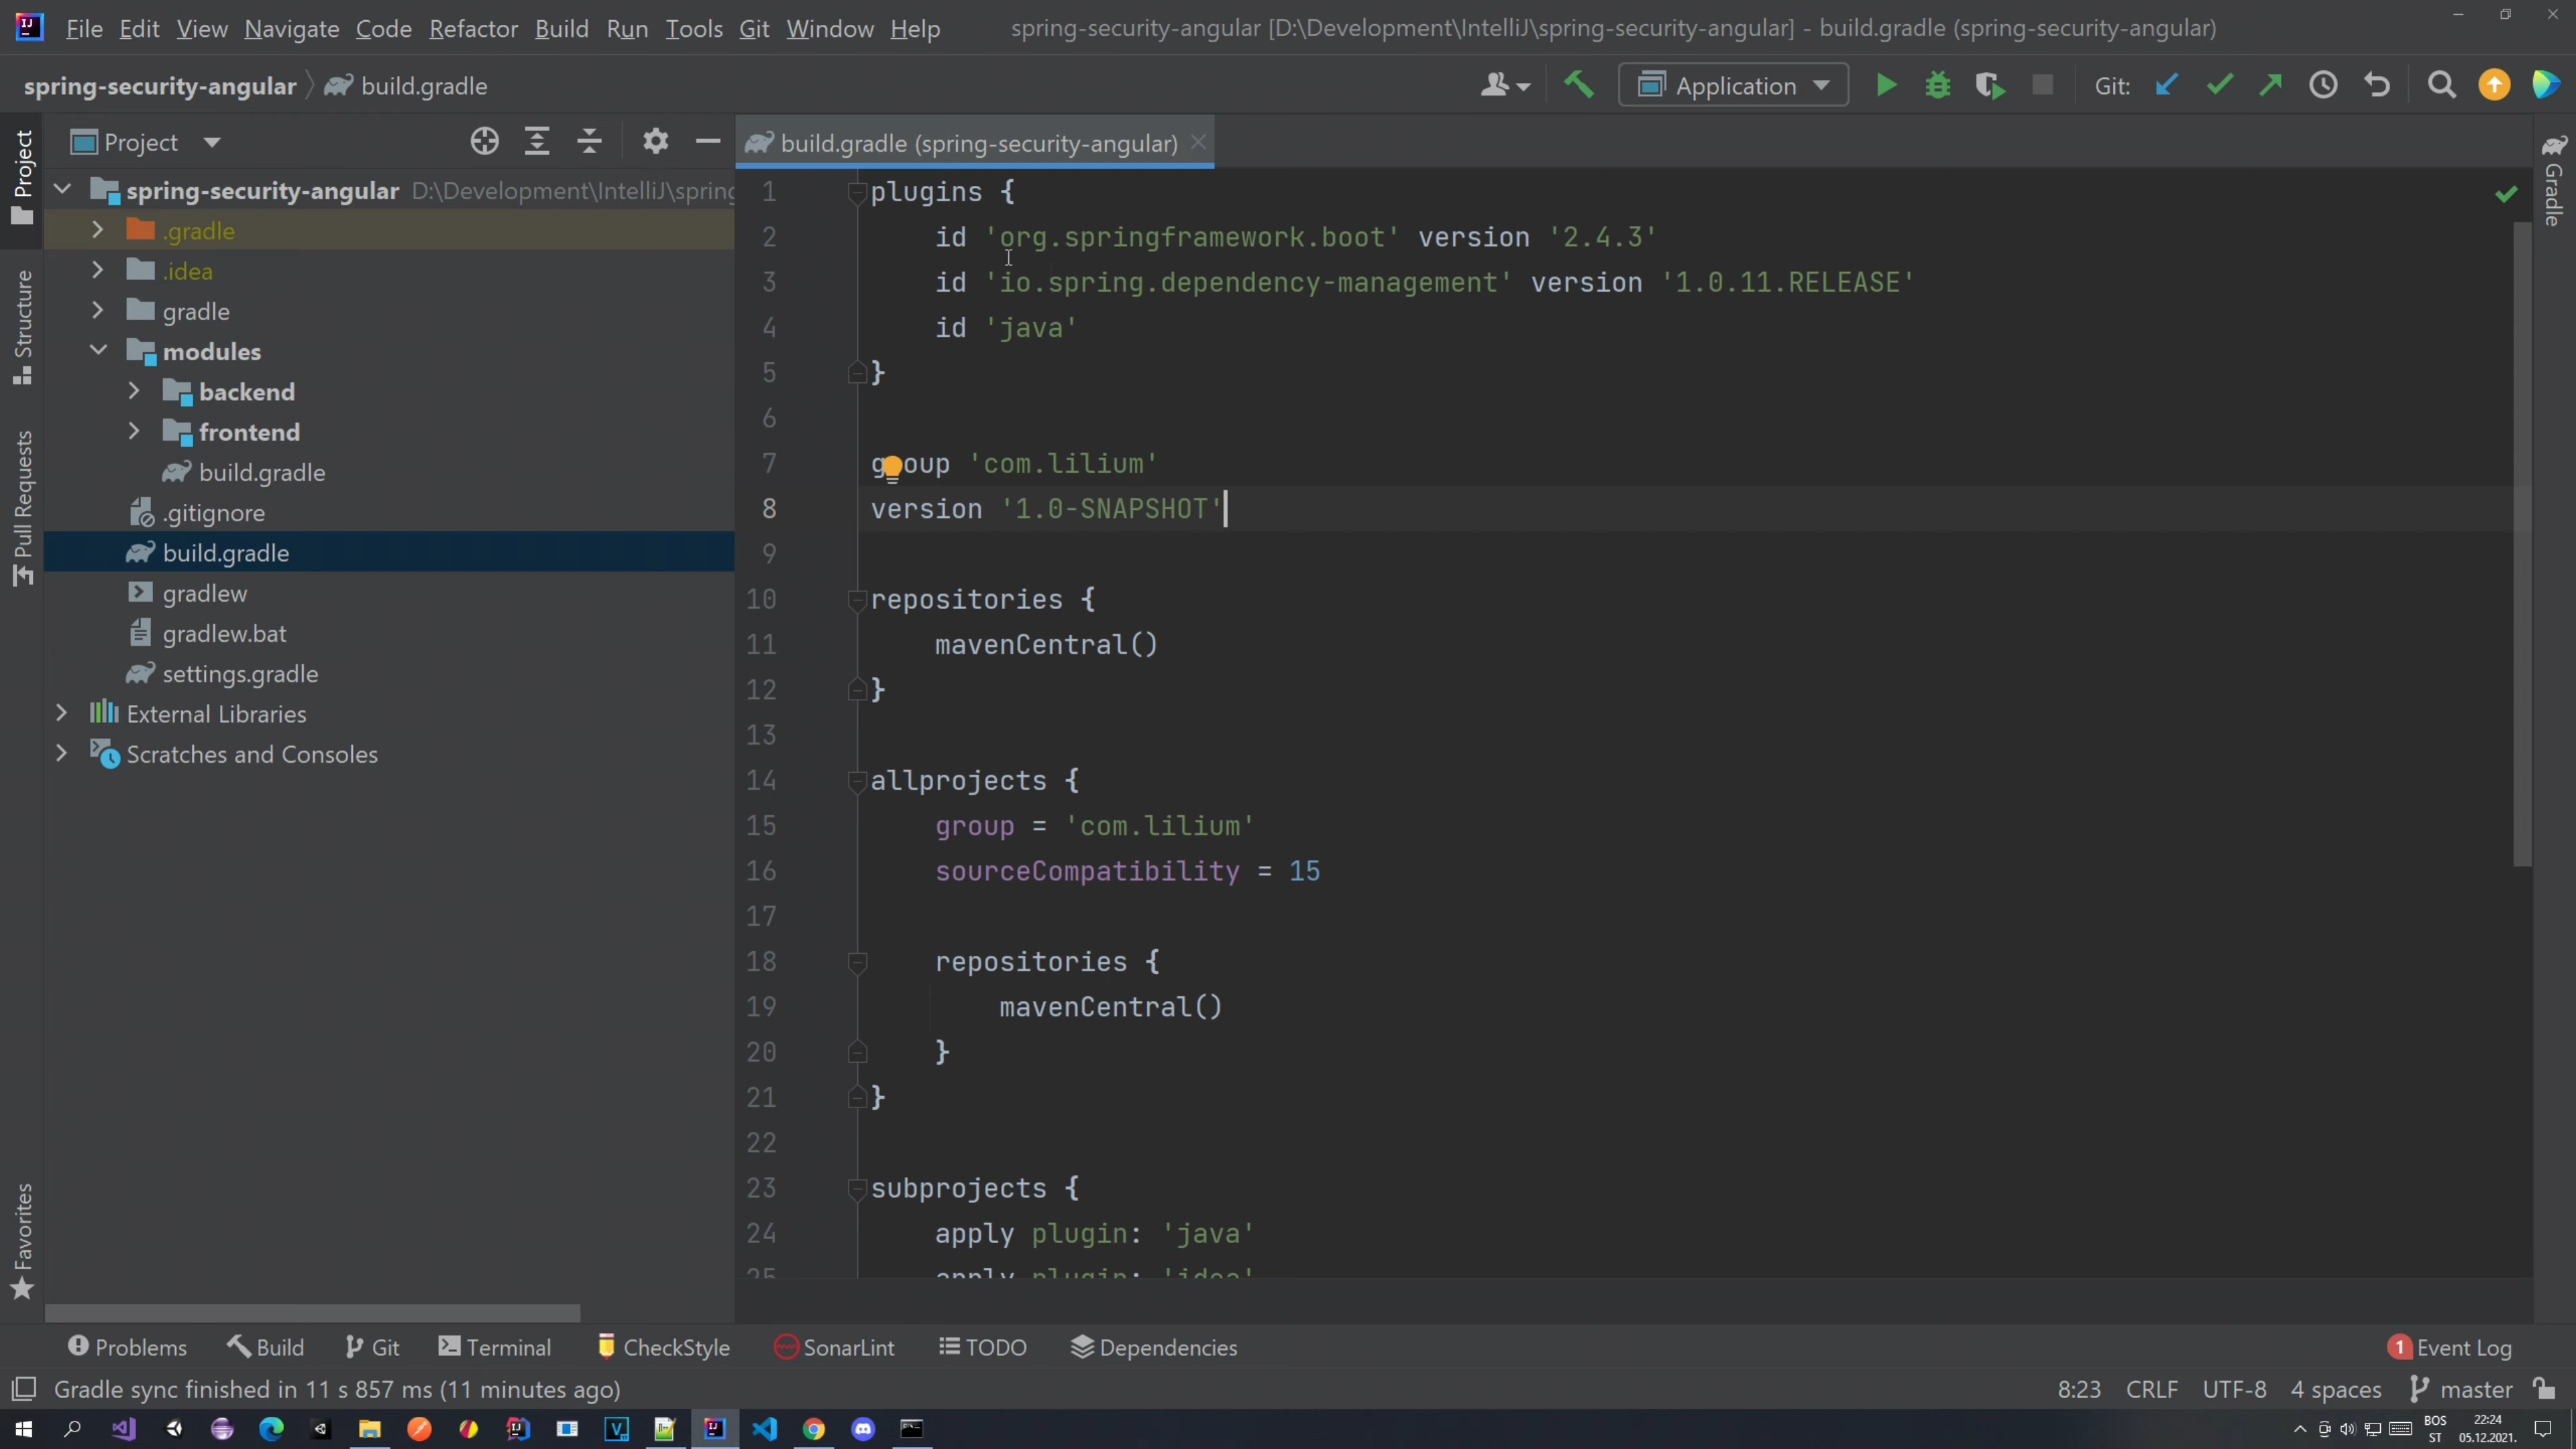 File Edit View Navigate Code Refactor Build Run Tools Git Window Help
spring-security-angular [D:\Development\IntelliJ\spring-security-angular] - build.gradle (spring-security-angular)
spring-security-angular build.gradle
Application
Git:
Project
build.gradle (spring-security-angular)
Project
Structure
Pull Requests
Favorites
spring-security-angular D:\Development\IntelliJ\spring
.gradle
.idea
gradle
modules
backend
frontend
build.gradle
.gitignore
build.gradle
gradlew
gradlew.bat
settings.gradle
External Libraries
Scratches and Consoles
1 plugins {
2 id 'org.springframework.boot' version '2.4.3'
3 id 'io.spring.dependency-management' version '1.0.11.RELEASE'
4 id 'java'
5 }
6
7 group 'com.lilium'
8 version '1.0-SNAPSHOT'
9
10 repositories {
11 mavenCentral()
12 }
13
14 allprojects {
15 group = 'com.lilium'
16 sourceCompatibility = 15
17
18 repositories {
19 mavenCentral()
20 }
21 }
22
23 subprojects {
24 apply plugin: 'java'
25 apply plugin: 'idea'
Gradle
Problems Build Git Terminal CheckStyle SonarLint TODO Dependencies
1 Event Log
Gradle sync finished in 11 s 857 ms (11 minutes ago)
8:23 CRLF UTF-8 4 spaces master
BOS
ST
22:24
05.12.2021.